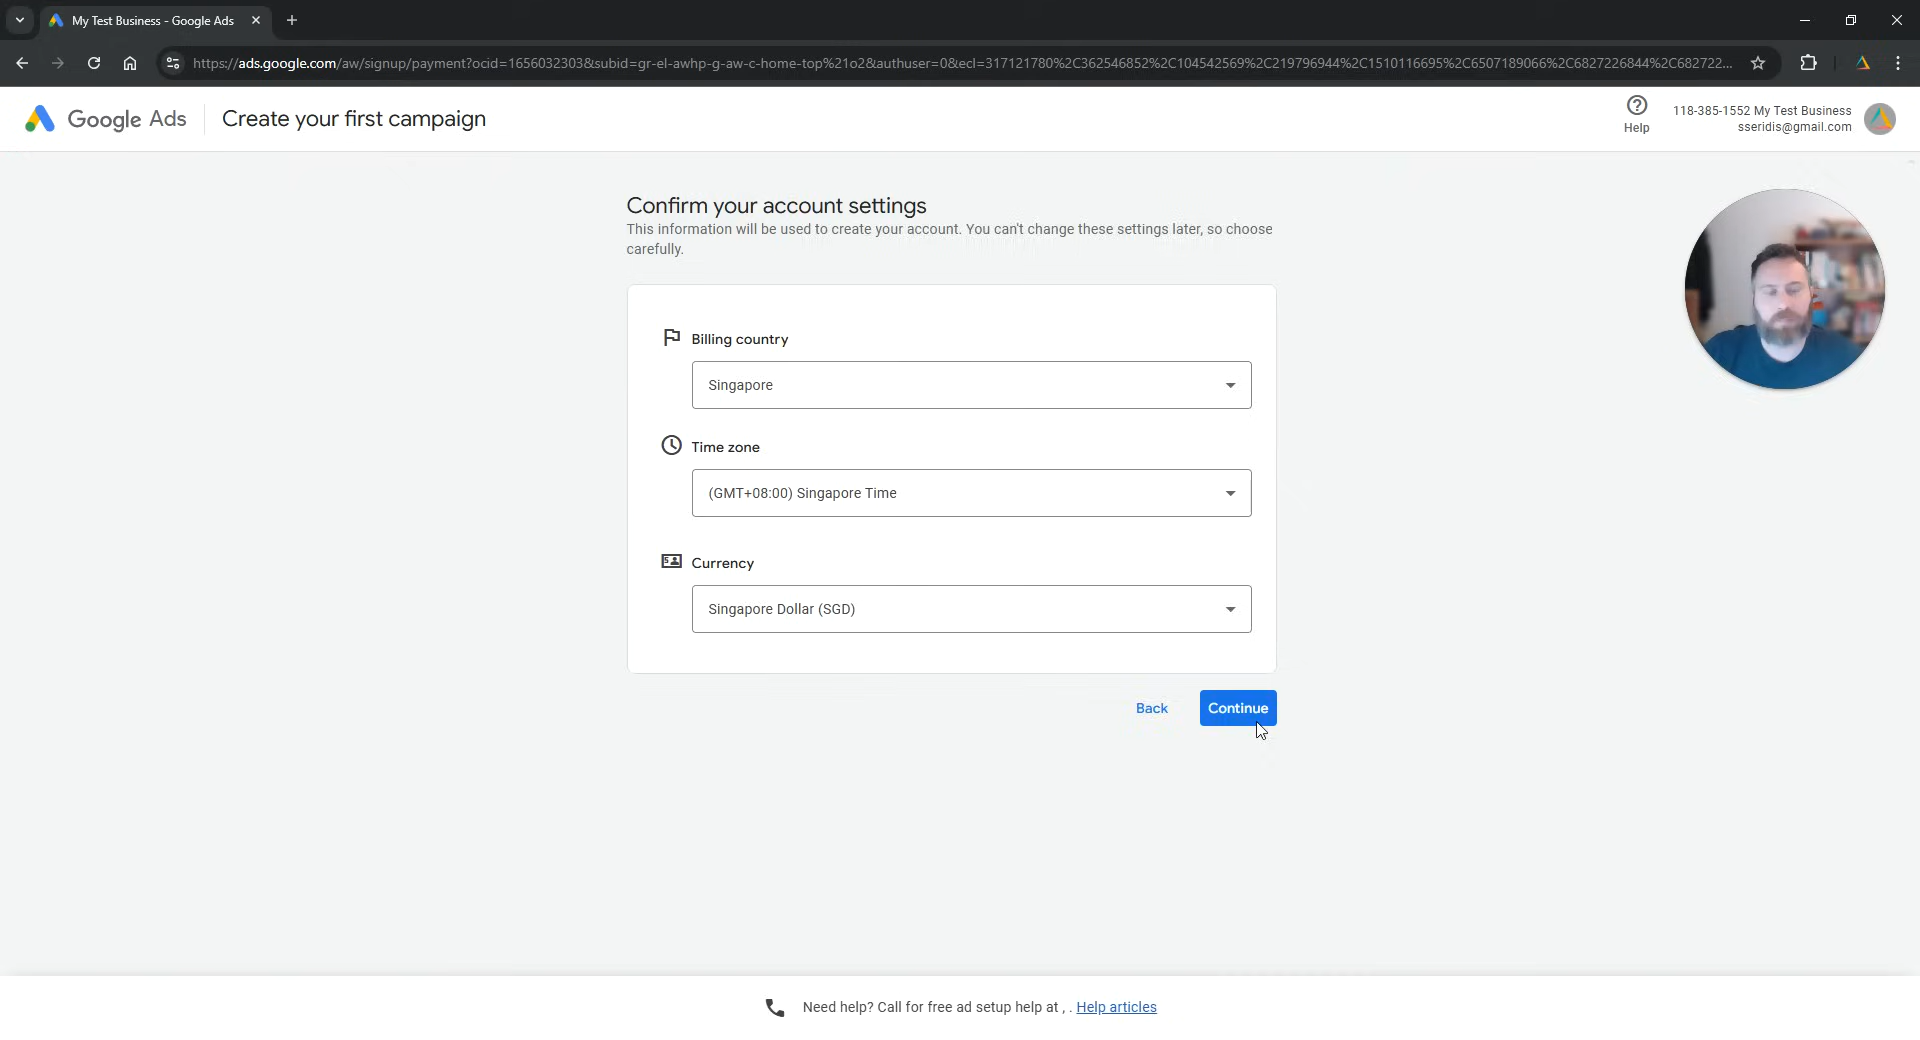 My Test Business - Google Ads
https://ads.google.com/aw/signup/payment?ocid=1656032303&subid=gr-el-awhp-g-aw-c-home-top%21o2&authuser=0&ecl=317121780%2C362546852%2C104542569%2C219796944%2C1510116695%2C6507189066%2C6827226844%2C682722...
Google Ads
Create your first campaign
Help
118-385-1552 My Test Business
sseridis@gmail.com
Confirm your account settings
This information will be used to create your account. You can't change these settings later, so choose
carefully.
Billing country
Singapore
Time zone
(GMT+08:00) Singapore Time
Currency
Singapore Dollar (SGD)
Back
Continue
Need help? Call for free ad setup help at , . Help articles